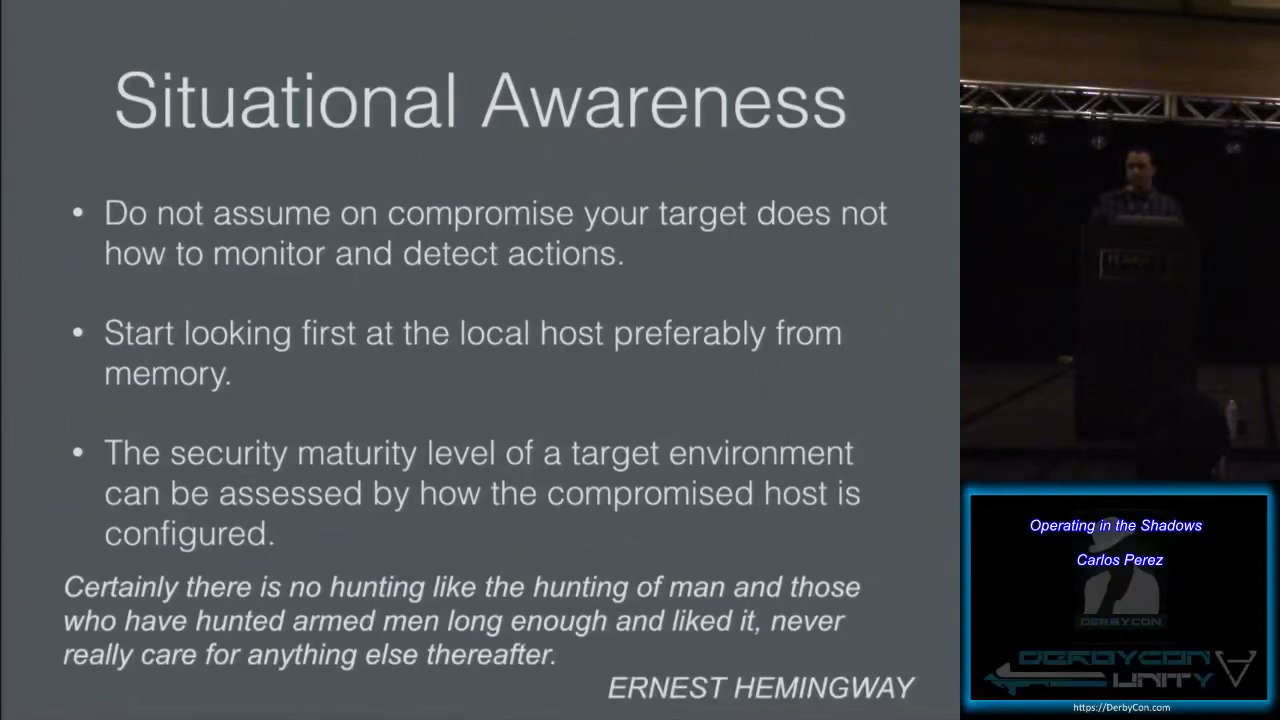 Situational Awareness
• Do not assume on compromise your target does not
how to monitor and detect actions.
• Start looking first at the local host preferably from
memory.
• The security maturity level of a target environment
can be assessed by how the compromised host is
configured.
Certainly there is no hunting like the hunting of man and those
who have hunted armed men long enough and liked it, never
really care for anything else thereafter.
ERNEST HEMINGWAY
Operating in the Shadows
Carlos Perez
DERBYCON
DERBYCON
UNITY
https://DerbyCon.com